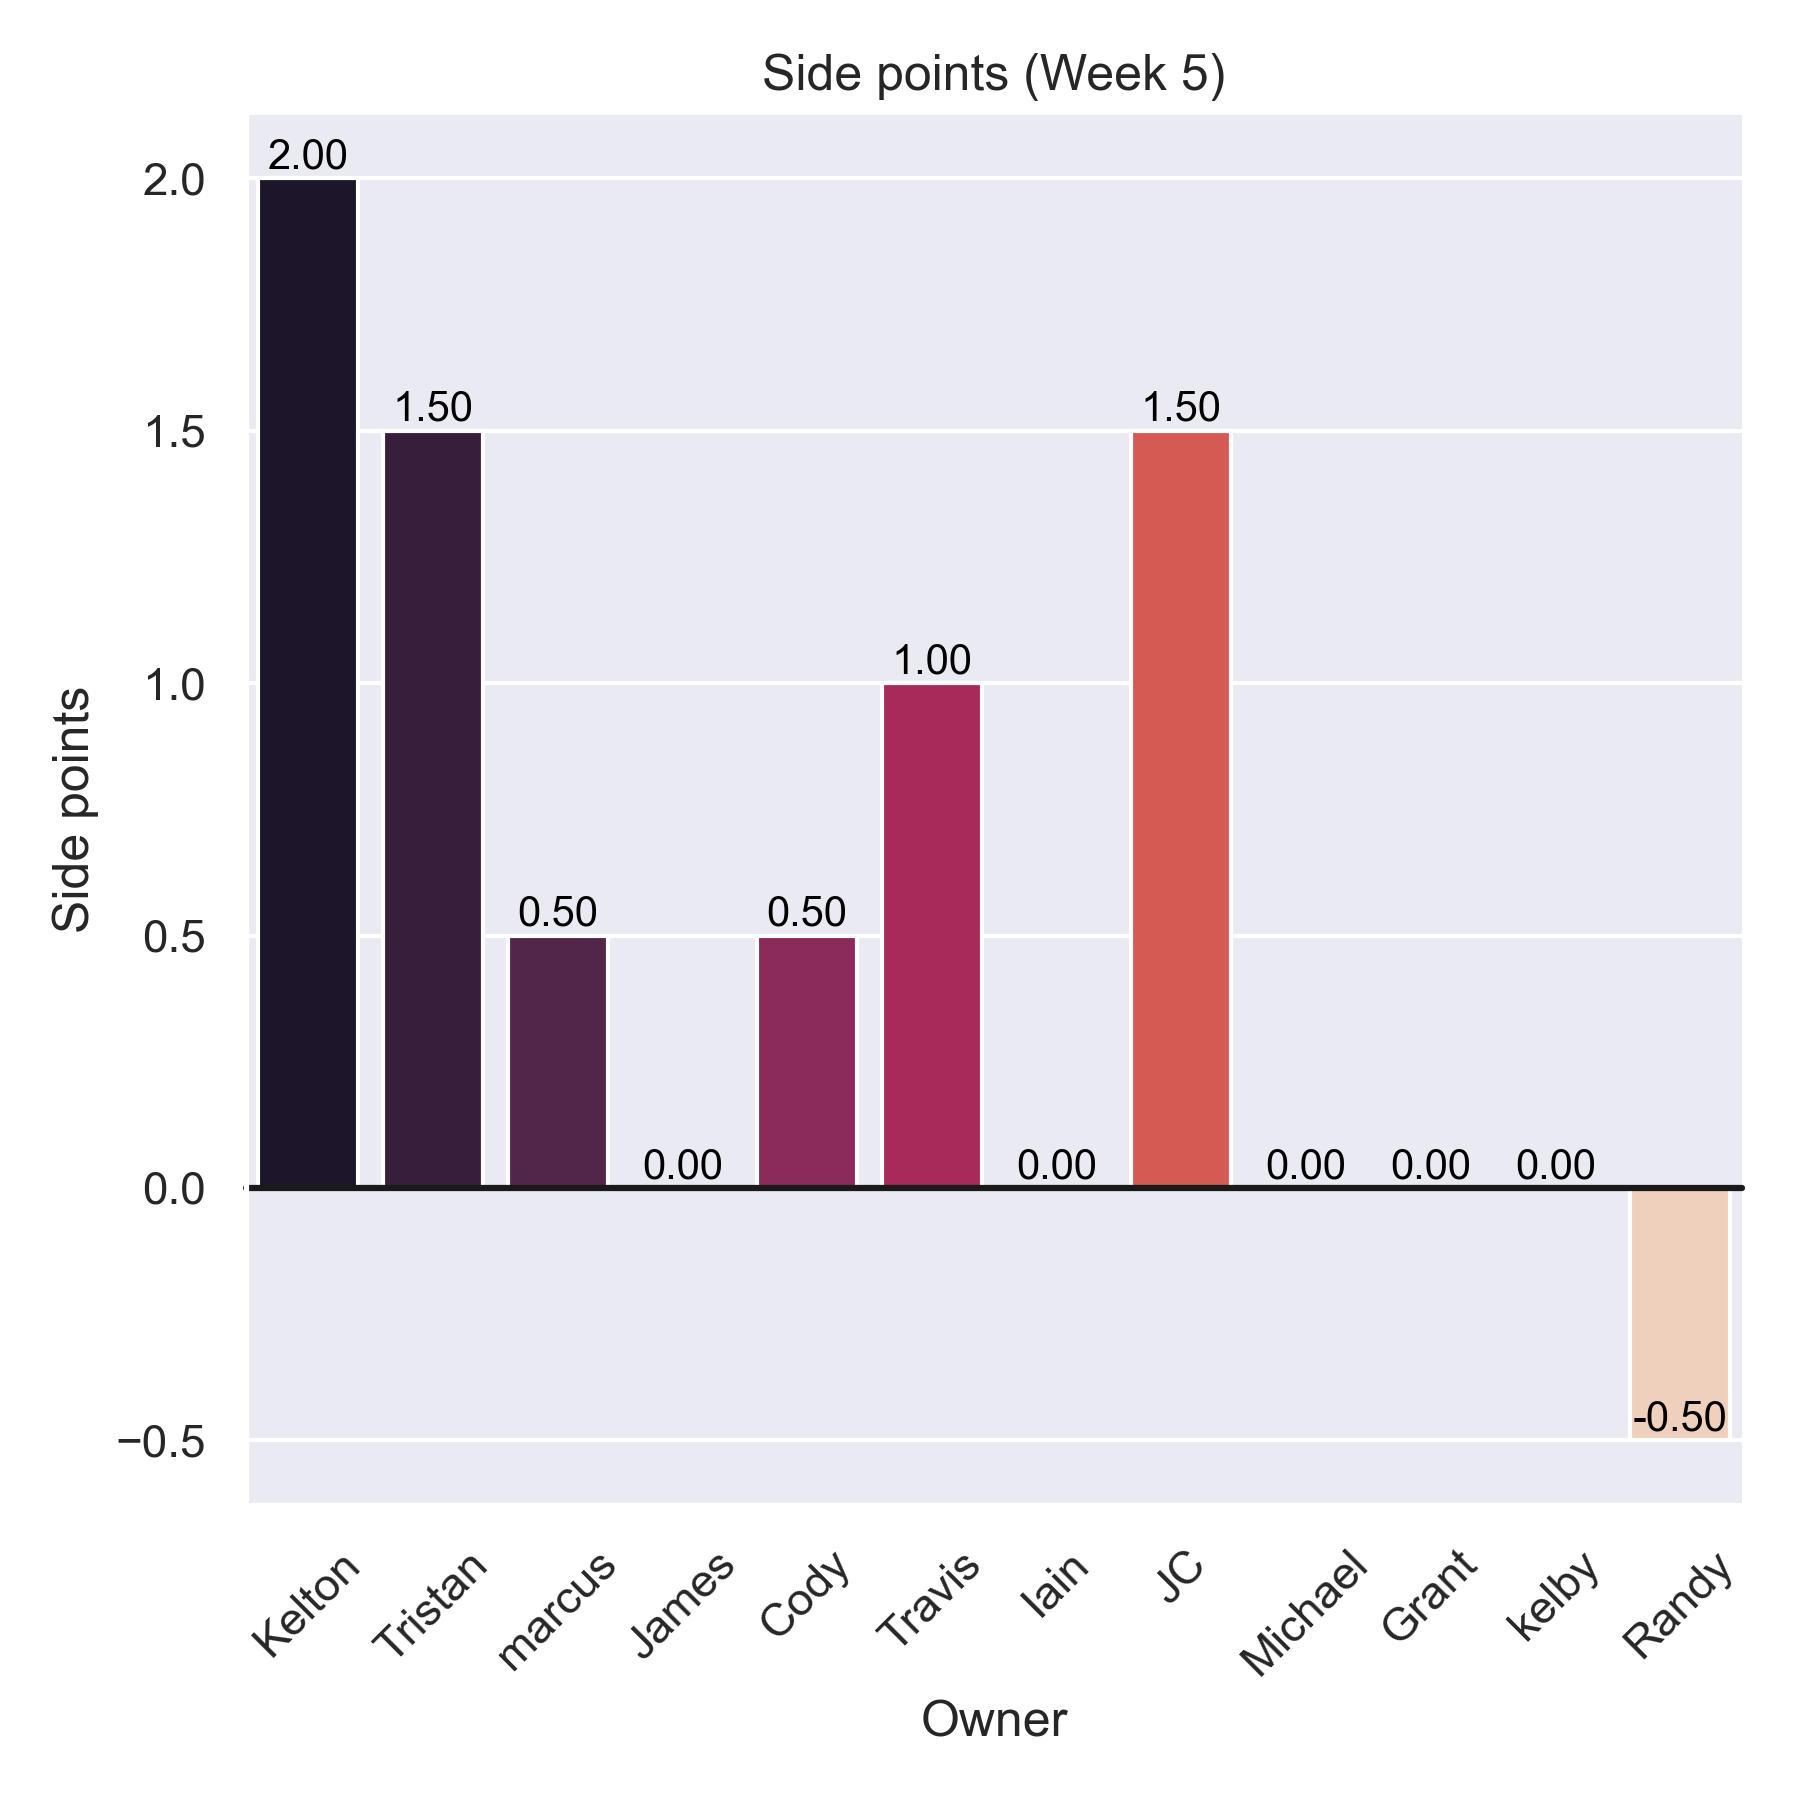 Side points (Week 5)
2.00
1.50
0.50
0.00
0.50
1.00
0.00
1.50
0.00
0.00
0.00
-0.50
2.0
1.5
1.0
0.5
0.0
−0.5
Side points
Kelton
Tristan
marcus
James
Cody
Travis
Iain
JC
Michael
Grant
kelby
Randy
Owner